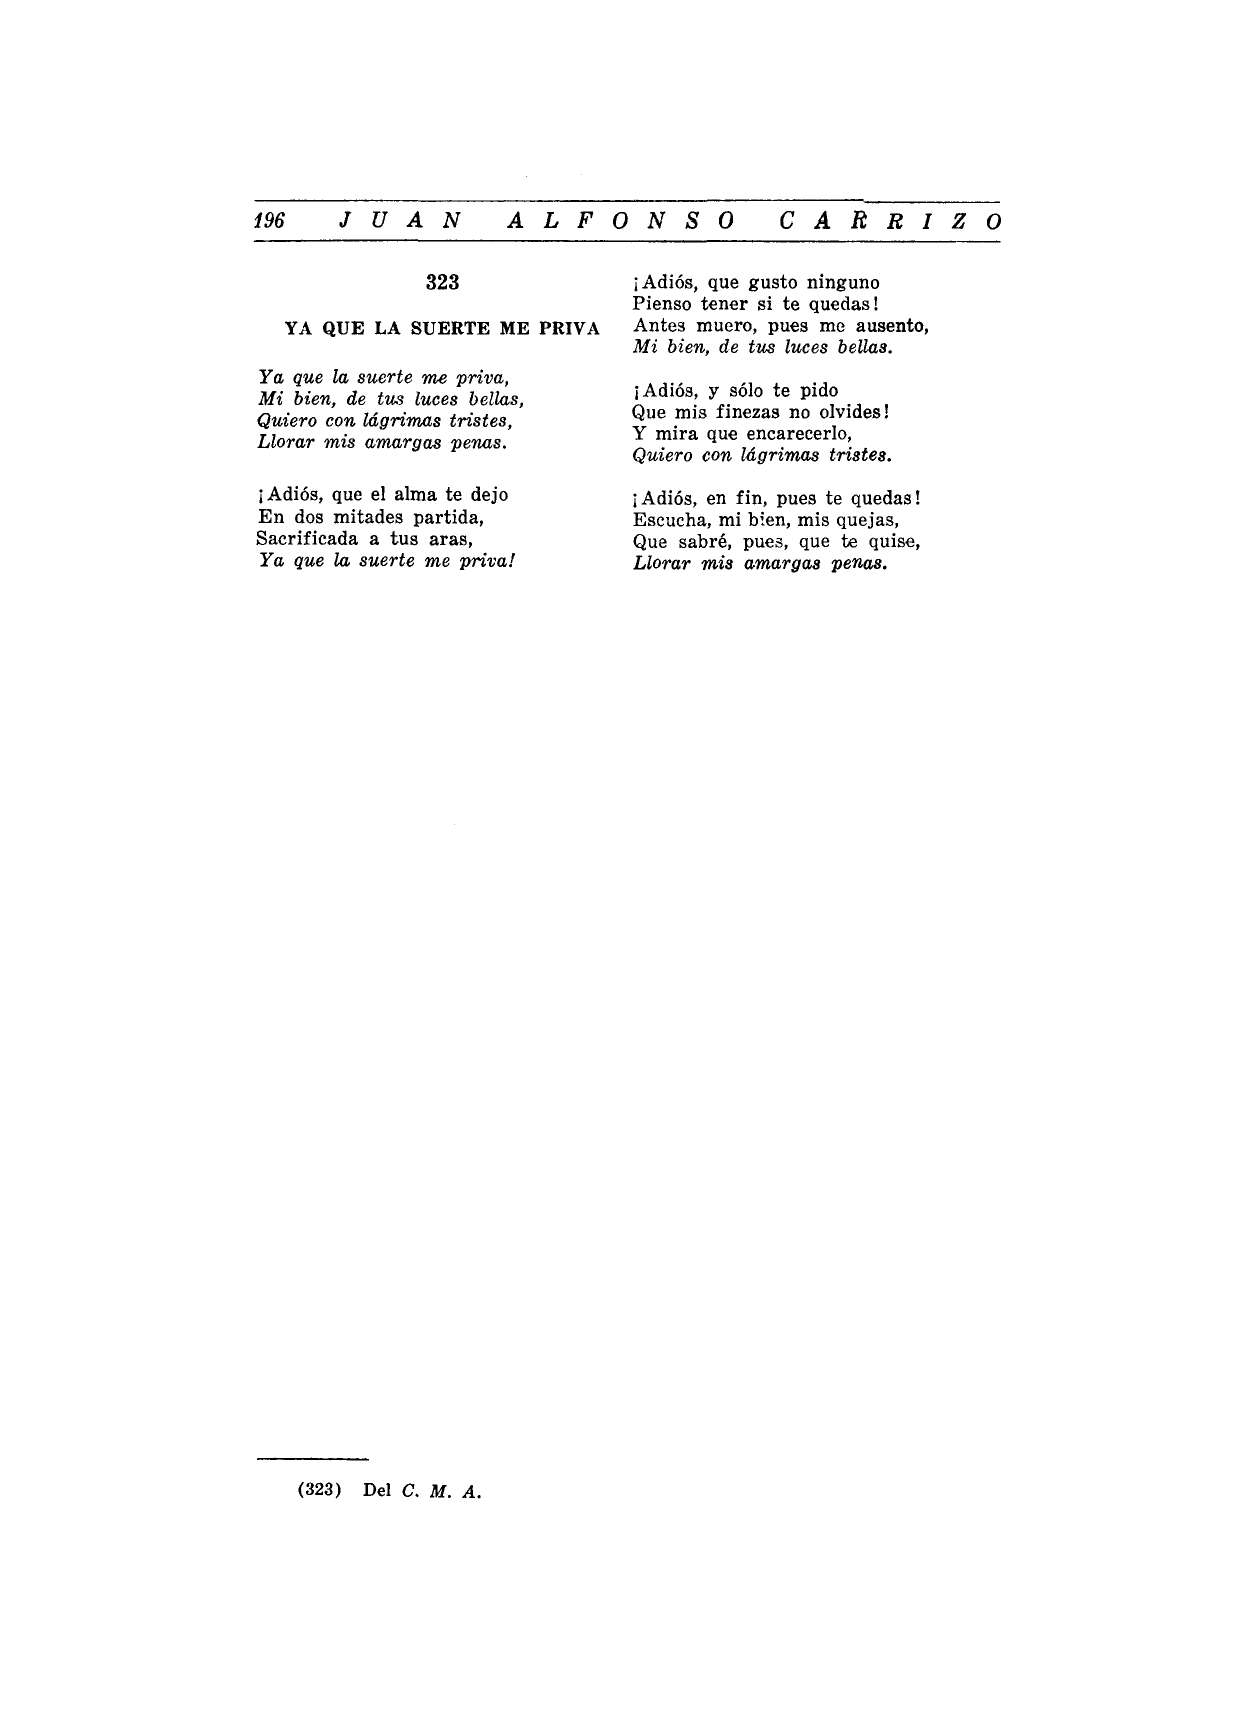 196 JUAN ALFONSO CARRIZO
323
YA QUE LA SUERTE ME PRIVA
Ya que la suerte me priva,
Mi bien, de tus luces bellas,
Quiero con lágrimas tristes,
Llorar mis amargas penas.
¡Adiós, que el alma te dejo
En dos mitades partida,
Sacrificada a tus aras,
Ya que la suerte me priva!
¡Adiós, que gusto ninguno
Pienso tener si te quedas!
Antes muero, pues me ausento,
Mi bien, de tus luces bellas.
¡Adiós, y sólo te pido
Que mis finezas no olvides!
Y mira que encarecerlo,
Quiero con lágrimas tristes.
¡Adiós, en fin, pues te quedas!
Escucha, mi bien, mis quejas,
Que sabré, pues, que te quise,
Llorar mis amargas penas.
(323) Del C. M. A.